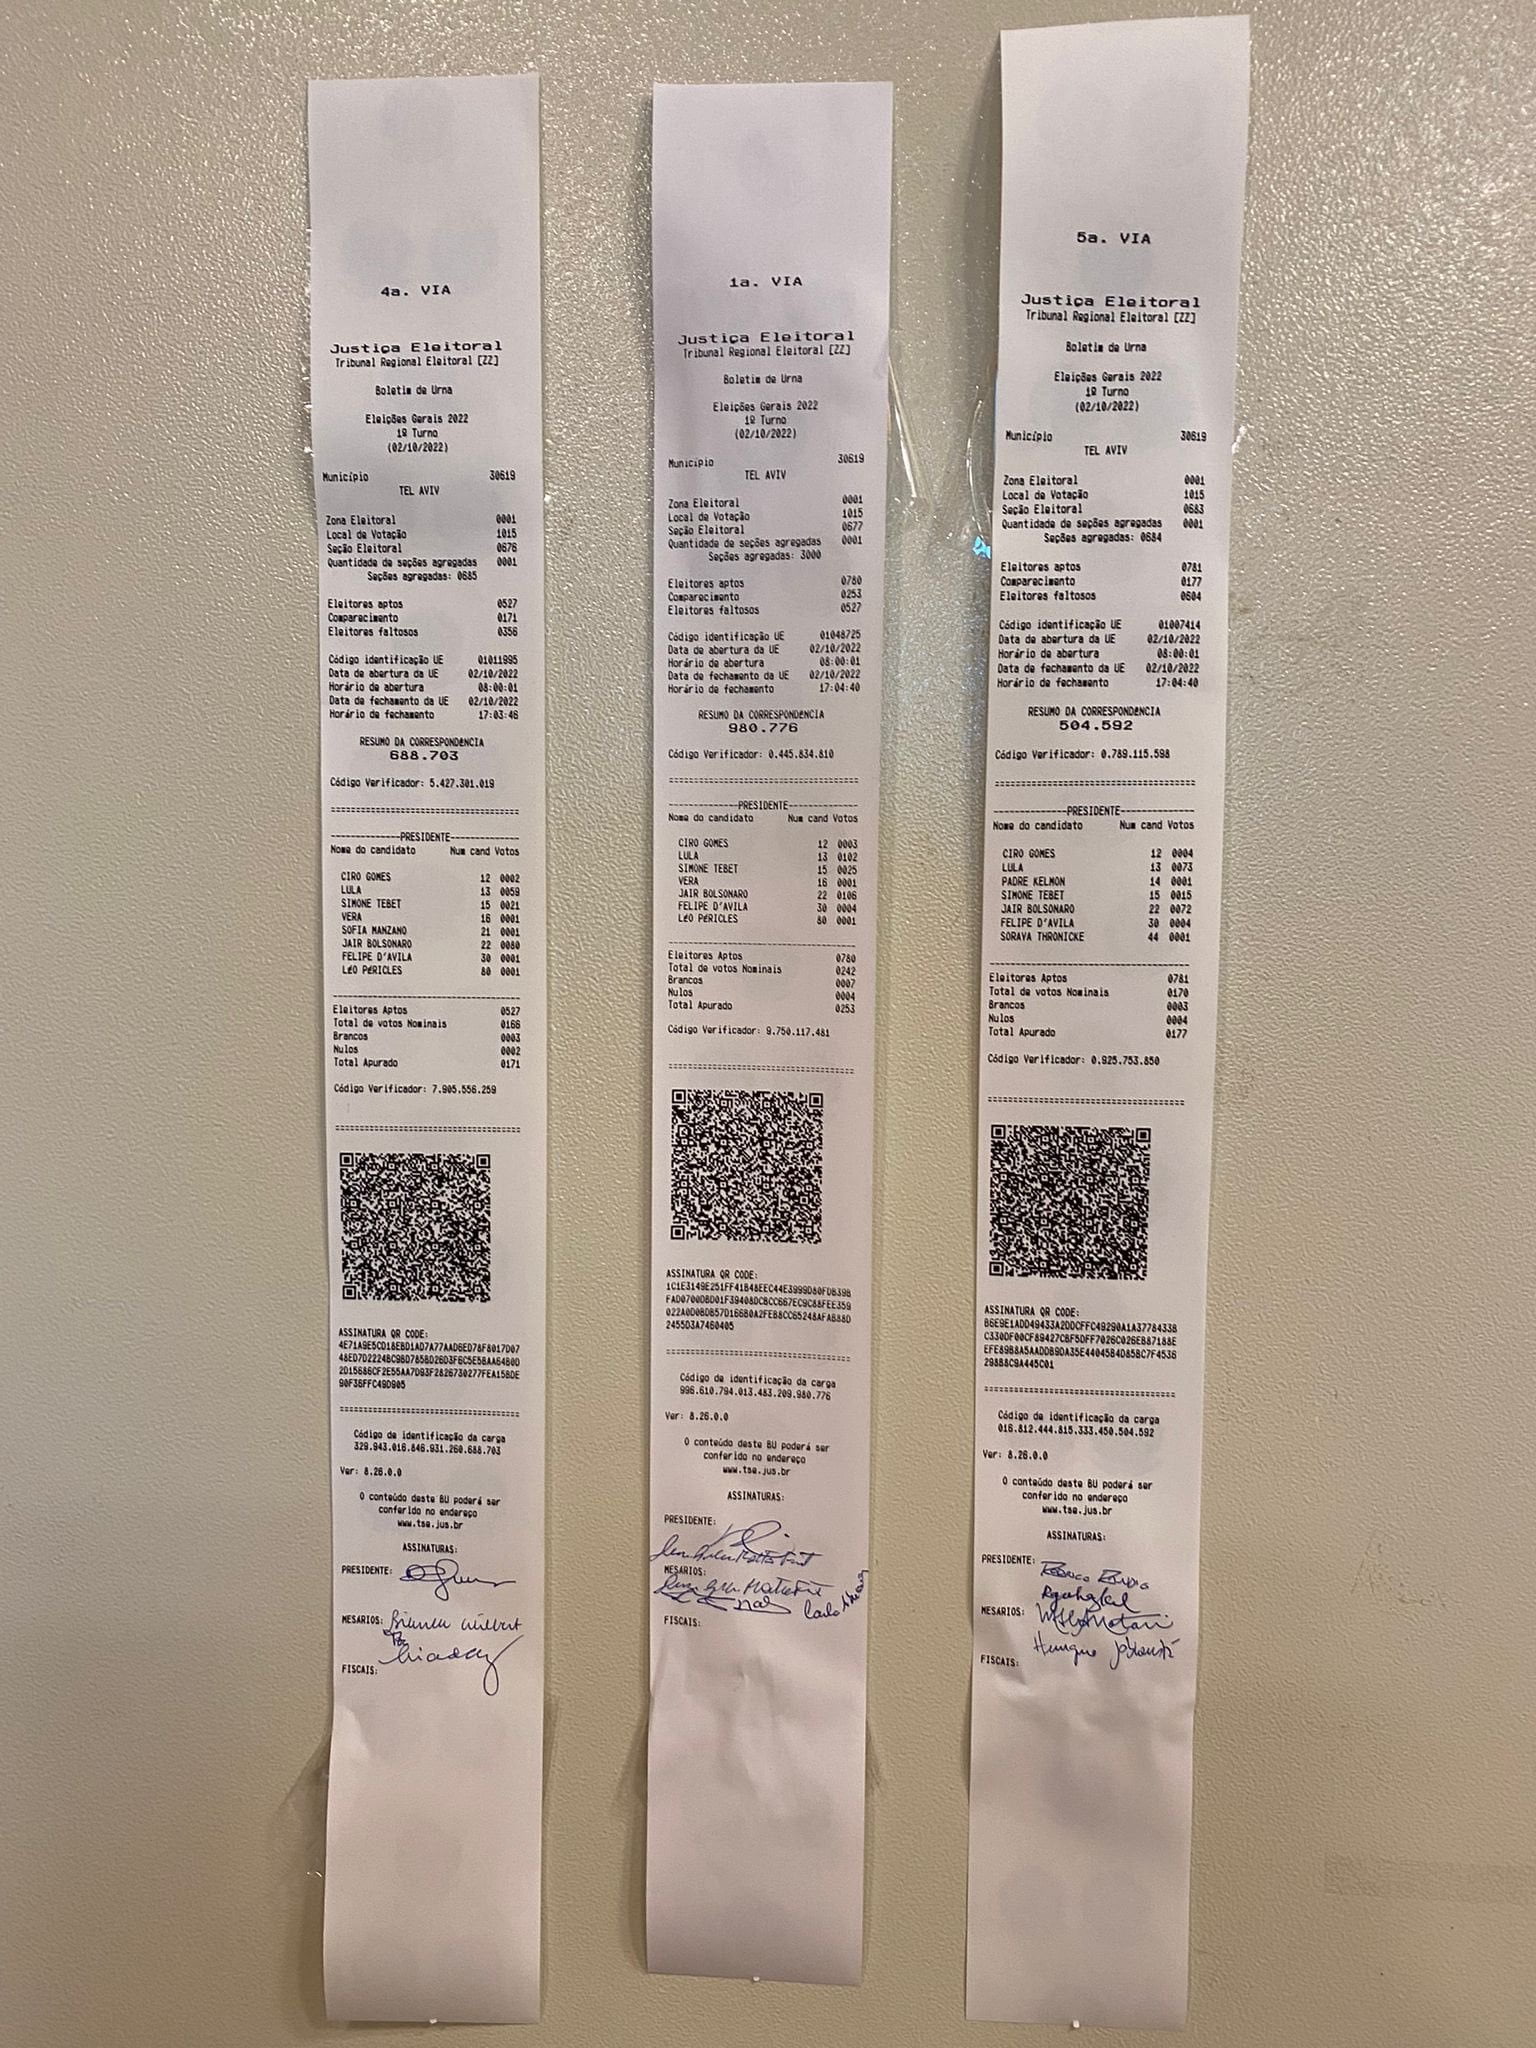 4a. VIA
Justiça Eleitoral
Tribunal Regional Eleitoral [ZZ]
Boletim de Urna
Eleições Gerais 2022
1º Turno
(02/10/2022)
Município 30619
TEL AVIV
Zona Eleitoral 0001
Local de Votação 1015
Seção Eleitoral 0676
Quantidade de seções agregadas 0001
Seções agregadas: 0685
Eleitores aptos 0527
Comparecimento 0171
Eleitores faltosos 0356
Código identificação UE 01011995
Data de abertura da UE 02/10/2022
Horário de abertura 08:00:01
Data de fechamento da UE 02/10/2022
Horário de fechamento 17:03:46
RESUMO DA CORRESPONDÊNCIA
688.703
Código Verificador: 5.427.301.019
PRESIDENTE
Nome do candidato Num cand Votos
CIRO GOMES 12 0002
LULA 13 0059
SIMONE TEBET 15 0021
VERA 16 0001
SOFIA MANZANO 21 0001
JAIR BOLSONARO 22 0080
FELIPE D'AVILA 30 0001
LÉO PÉRICLES 80 0001
Eleitores Aptos 0527
Total de votos Nominais 0166
Brancos 0003
Nulos 0002
Total Apurado 0171
Código Verificador: 7.905.556.259
ASSINATURA QR CODE:
Código de identificação da carga
329.943.016.846.931.260.688.703
Ver: 8.26.0.0
O conteúdo deste BU poderá ser
conferido no endereço
www.tse.jus.br
ASSINATURAS:
PRESIDENTE:
MESARIOS:
FISCAIS:
1a. VIA
Justiça Eleitoral
Tribunal Regional Eleitoral [ZZ]
Boletim de Urna
Eleições Gerais 2022
1º Turno
(02/10/2022)
Município 30619
TEL AVIV
Zona Eleitoral 0001
Local de Votação 1015
Seção Eleitoral 0677
Quantidade de seções agregadas 0001
Seções agregadas: 3000
Eleitores aptos 0780
Comparecimento 0253
Eleitores faltosos 0527
Código identificação UE 01048725
Data de abertura da UE 02/10/2022
Horário de abertura 08:00:01
Data de fechamento da UE 02/10/2022
Horário de fechamento 17:04:40
RESUMO DA CORRESPONDÊNCIA
980.776
Código Verificador: 0.445.834.810
PRESIDENTE
Nome do candidato Num cand Votos
CIRO GOMES 12 0003
LULA 13 0102
SIMONE TEBET 15 0025
VERA 16 0001
JAIR BOLSONARO 22 0106
FELIPE D'AVILA 30 0004
LÉO PÉRICLES 80 0001
Eleitores Aptos 0780
Total de votos Nominais 0242
Brancos 0007
Nulos 0004
Total Apurado 0253
Código Verificador: 9.750.117.481
ASSINATURA QR CODE:
Código de identificação da carga
996.610.794.013.483.209.980.776
Ver: 8.26.0.0
O conteúdo deste BU poderá ser
conferido no endereço
www.tse.jus.br
ASSINATURAS:
PRESIDENTE:
MESARIOS:
FISCAIS:
5a. VIA
Justiça Eleitoral
Tribunal Regional Eleitoral [ZZ]
Boletim de Urna
Eleições Gerais 2022
1º Turno
(02/10/2022)
Município 30619
TEL AVIV
Zona Eleitoral 0001
Local de Votação 1015
Seção Eleitoral 0683
Quantidade de seções agregadas 0001
Seções agregadas: 0684
Eleitores aptos 0781
Comparecimento 0177
Eleitores faltosos 0604
Código identificação UE 01007414
Data de abertura da UE 02/10/2022
Horário de abertura 08:00:01
Data de fechamento da UE 02/10/2022
Horário de fechamento 17:04:40
RESUMO DA CORRESPONDÊNCIA
504.592
Código Verificador: 0.789.115.598
PRESIDENTE
Nome do candidato Num cand Votos
CIRO GOMES 12 0004
LULA 13 0073
PADRE KELMON 14 0001
SIMONE TEBET 15 0015
JAIR BOLSONARO 22 0072
FELIPE D'AVILA 30 0004
SORAYA THRONICKE 44 0001
Eleitores Aptos 0781
Total de votos Nominais 0170
Brancos 0003
Nulos 0004
Total Apurado 0177
Código Verificador: 0.925.753.850
ASSINATURA QR CODE:
Código de identificação da carga
016.812.444.815.333.450.504.592
Ver: 8.26.0.0
O conteúdo deste BU poderá ser
conferido no endereço
www.tse.jus.br
ASSINATURAS:
PRESIDENTE:
MESARIOS:
FISCAIS: